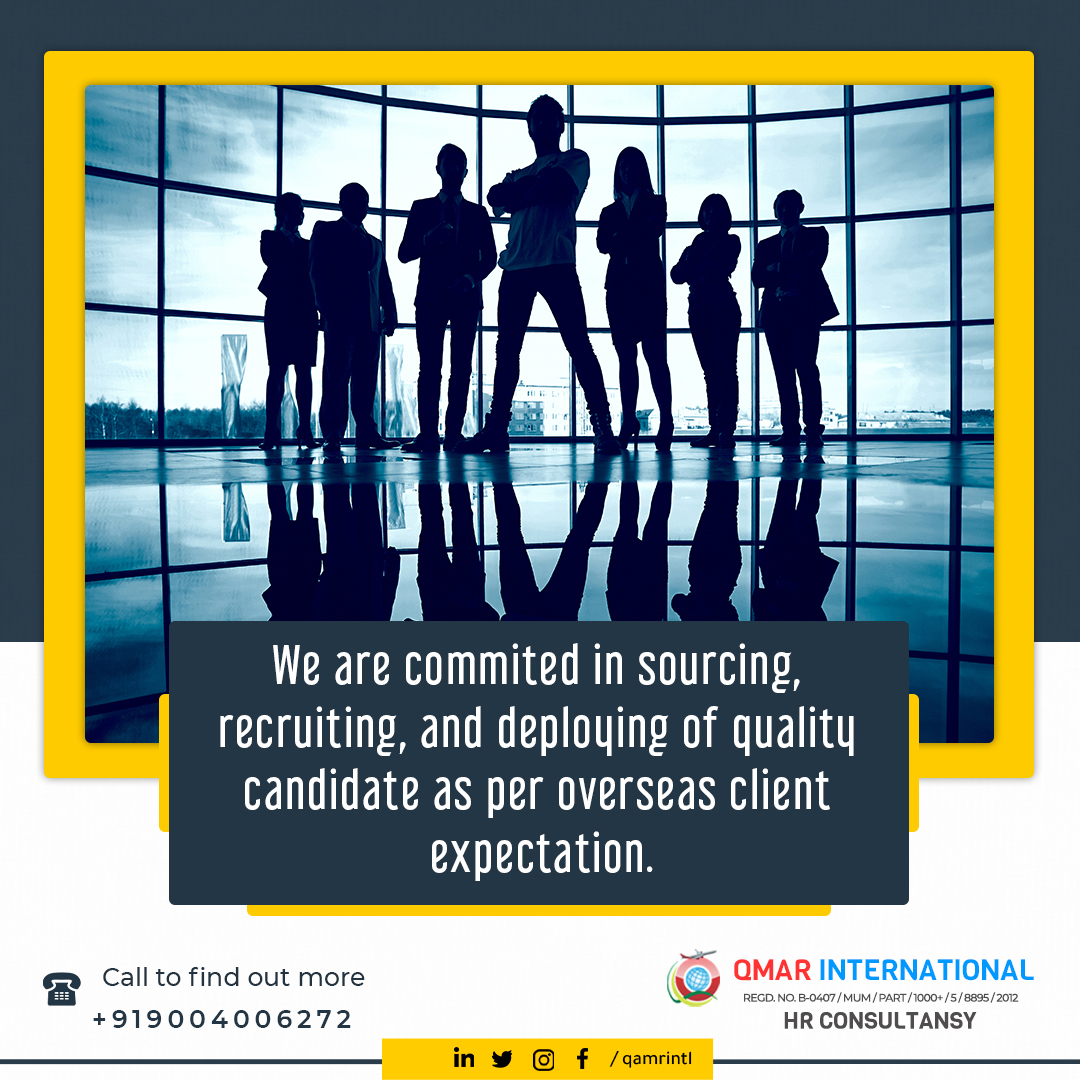 We are commited in sourcing,
recruiting, and deploying of quality
candidate as per overseas client
expectation.
Call to find out more
+919004006272
QMAR INTERNATIONAL
REGD. NO. B-0407 / MUM / PART / 1000+ / 5 / 8895 / 2012
HR CONSULTANSY
/ qamrintl